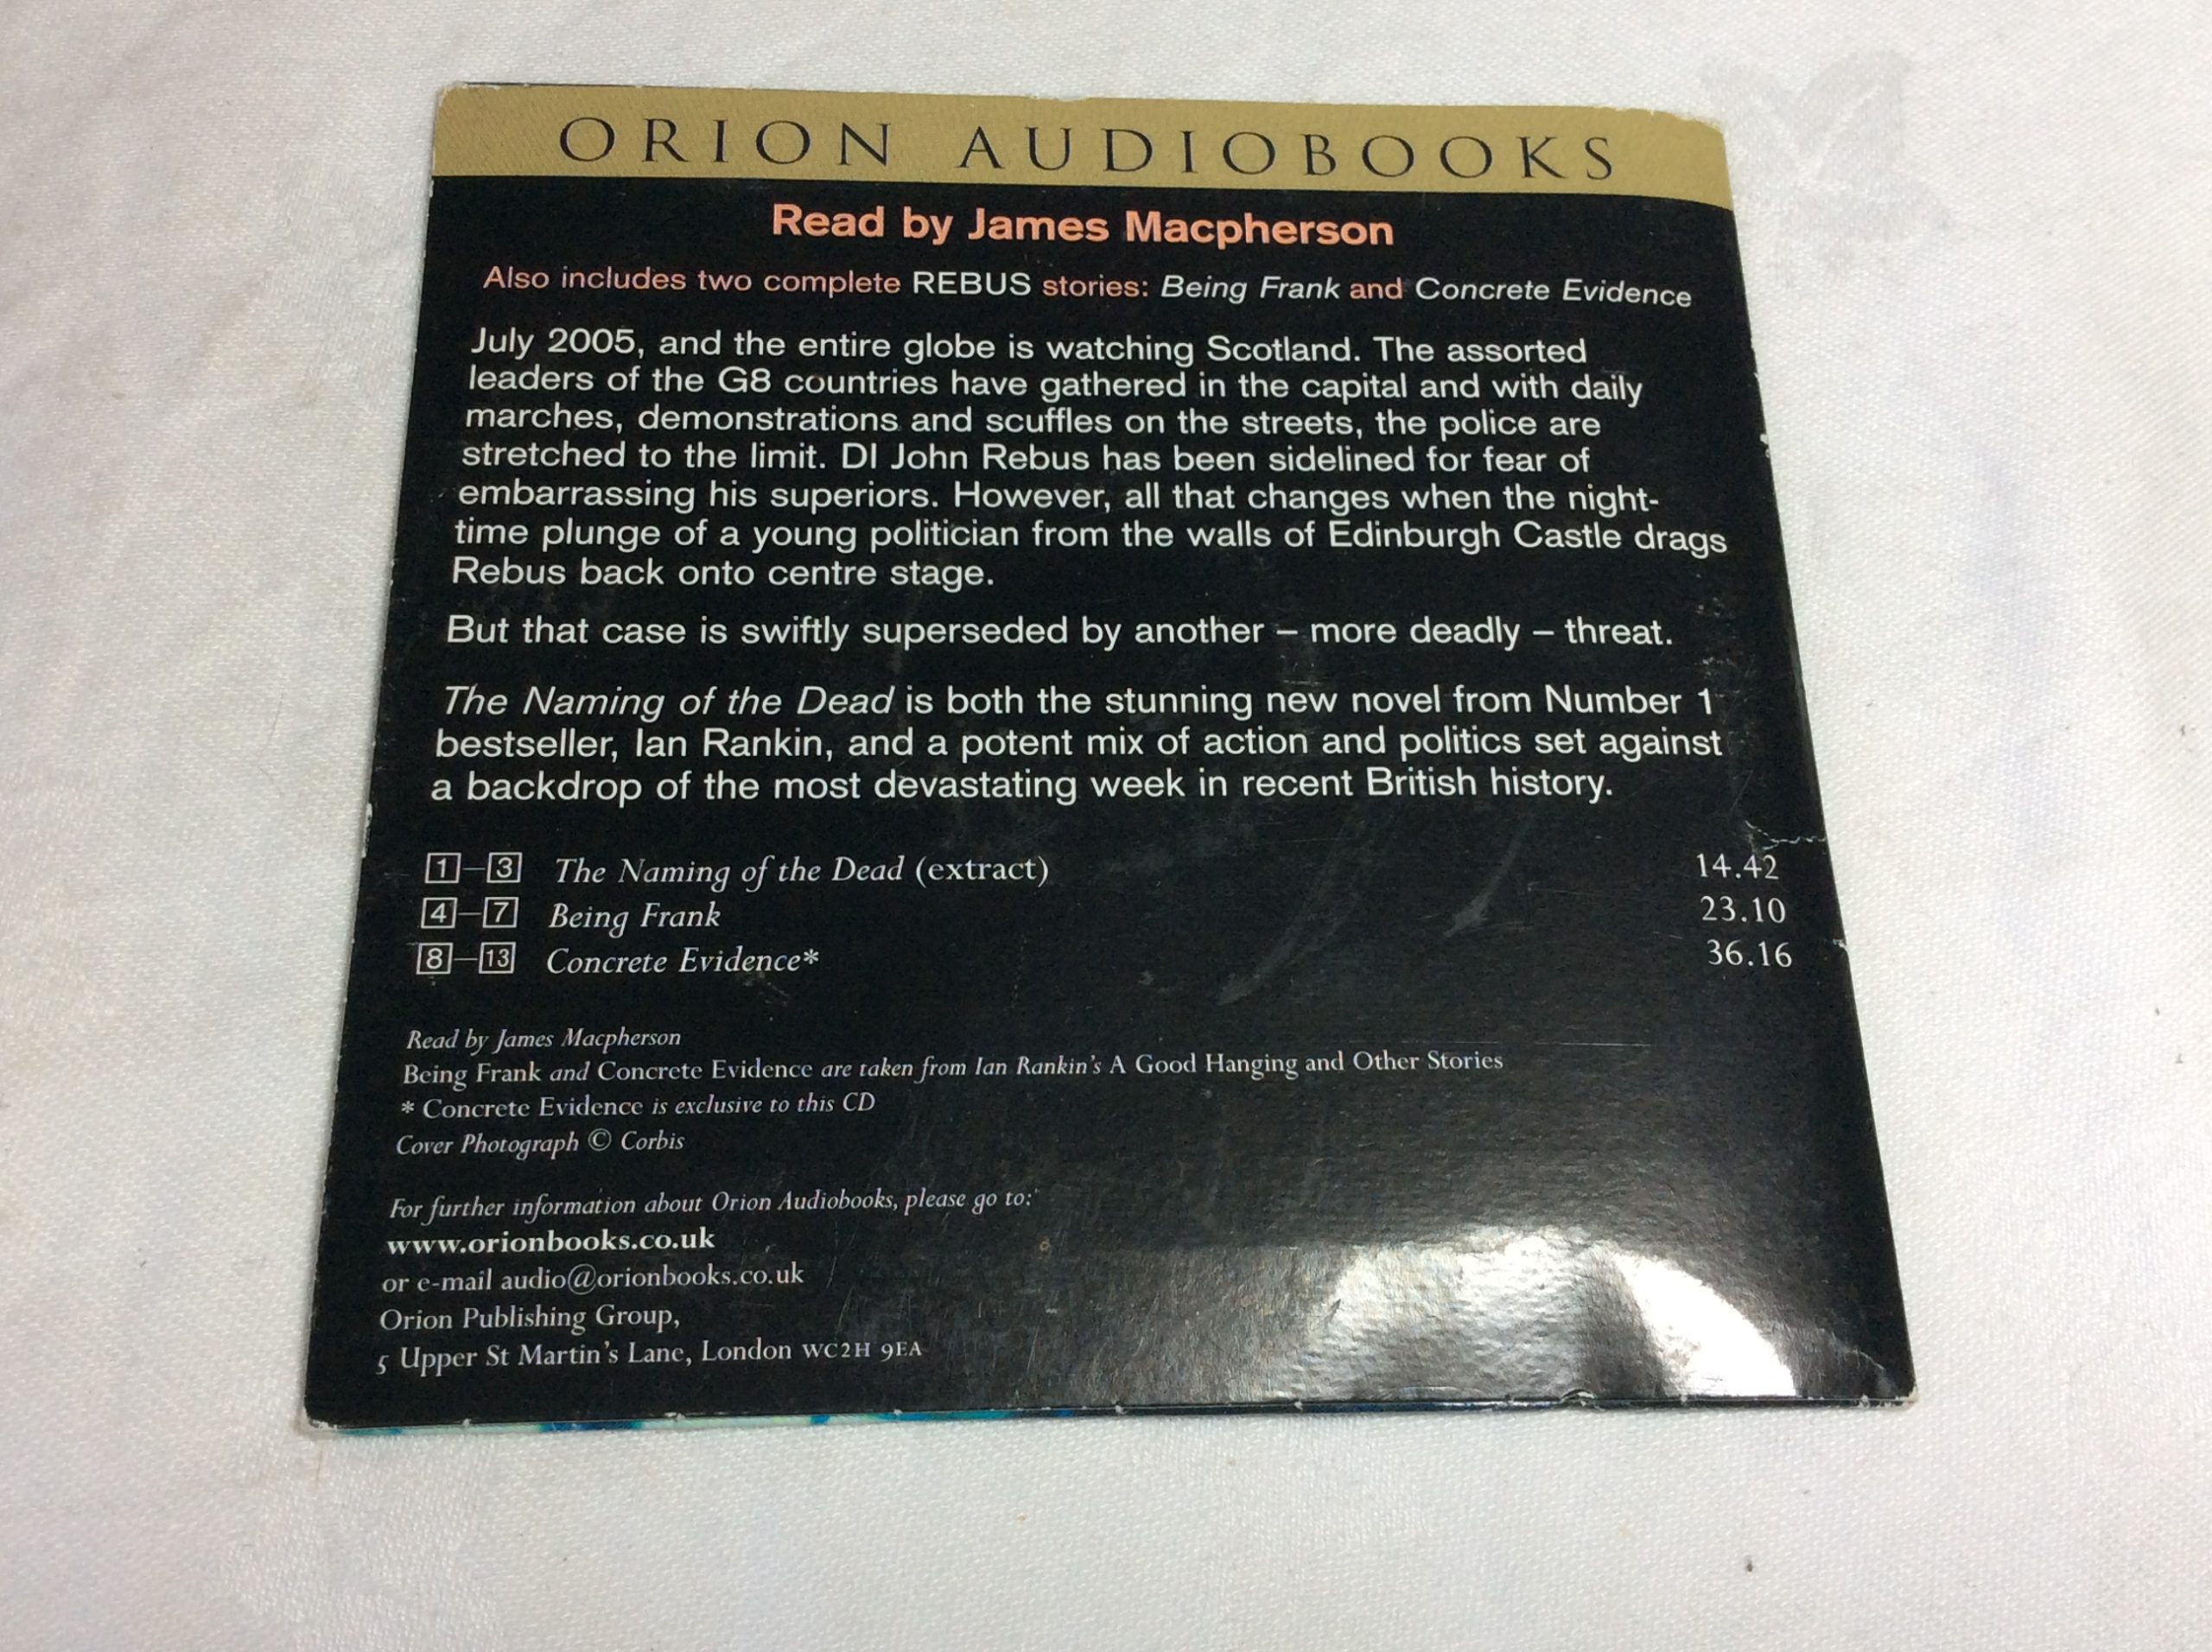 ORION AUDIOBOOKS
Read by James Macpherson
Also includes two complete REBUS stories: Being Frank and Concrete Evidence
July 2005, and the entire globe is watching Scotland. The assorted
leaders of the G8 countries have gathered in the capital and with daily
marches, demonstrations and scuffles on the streets, the police are
stretched to the limit. DI John Rebus has been sidelined for fear of
embarrassing his superiors. However, all that changes when the night-
time plunge of a young politician from the walls of Edinburgh Castle drags
Rebus back onto centre stage.
But that case is swiftly superseded by another – more deadly – threat.
The Naming of the Dead is both the stunning new novel from Number 1
bestseller, Ian Rankin, and a potent mix of action and politics set against
a backdrop of the most devastating week in recent British history.
1–3 The Naming of the Dead (extract) 14.42
4–7 Being Frank 23.10
8–13 Concrete Evidence* 36.16
Read by James Macpherson
Being Frank and Concrete Evidence are taken from Ian Rankin's A Good Hanging and Other Stories
* Concrete Evidence is exclusive to this CD
Cover Photograph © Corbis
For further information about Orion Audiobooks, please go to:
www.orionbooks.co.uk
or e-mail audio@orionbooks.co.uk
Orion Publishing Group,
5 Upper St Martin's Lane, London WC2H 9EA